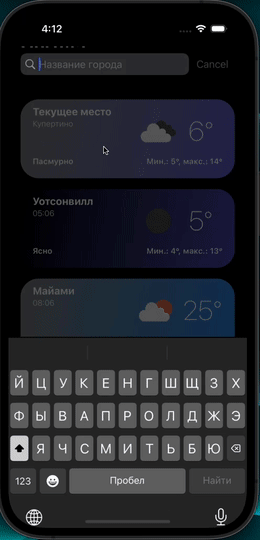 4:12
Название города Cancel
Текущее место
Купертино
6°
Пасмурно Мин.: 5°, макс.: 14°
Уотсонвилл
05:06
5°
Ясно Мин.: 4°, макс.: 13°
Майами
08:06
25°
Й Ц У К Е Н Г Ш Щ З Х
Ф Ы В А П Р О Л Д Ж Э
Я Ч С М И Т Ь Б Ю
123 Пробел Найти